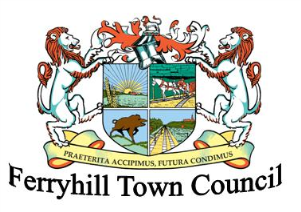 PRAETERITA ACCIPIMUS, FUTURA CONDIMUS
Ferryhill Town Council